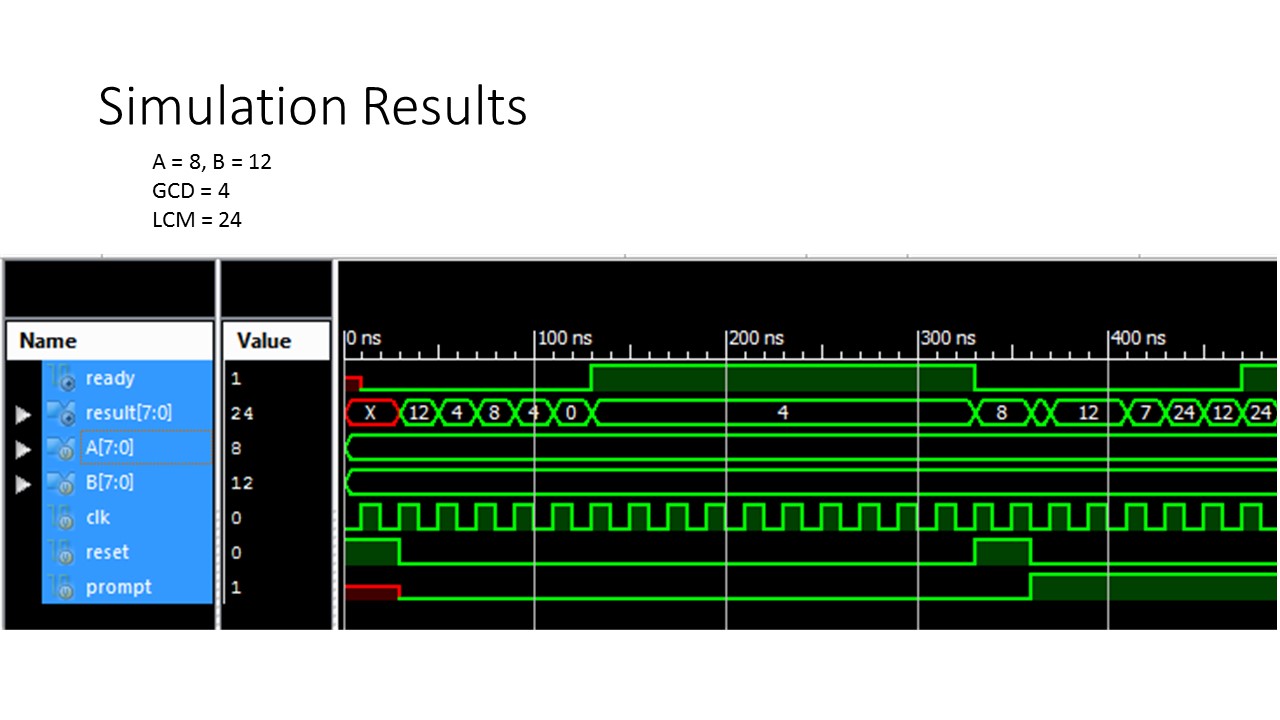 Simulation Results
A = 8, B = 12
GCD = 4
LCM = 24
Name Value 0 ns 100 ns 200 ns 300 ns 400 ns
ready 1
result[7:0] 24 X 12 4 8 4 0 4 8 12 7 24 12 24
A[7:0] 8
B[7:0] 12
clk 0
reset 0
prompt 1